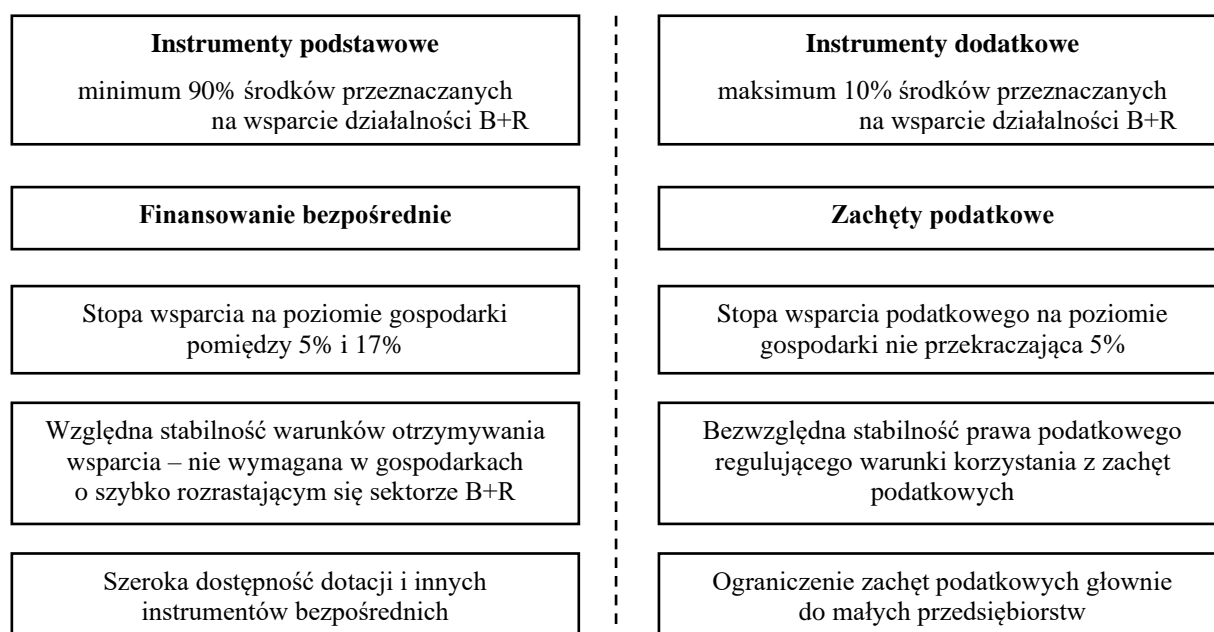 Instrumenty podstawowe
minimum 90% środków przeznaczanych
na wsparcie działalności B+R
Finansowanie bezpośrednie
Stopa wsparcia na poziomie gospodarki
pomiędzy 5% i 17%
Względna stabilność warunków otrzymywania
wsparcia – nie wymagana w gospodarkach
o szybko rozrastającym się sektorze B+R
Szeroka dostępność dotacji i innych
instrumentów bezpośrednich
Instrumenty dodatkowe
maksimum 10% środków przeznaczanych
na wsparcie działalności B+R
Zachęty podatkowe
Stopa wsparcia podatkowego na poziomie
gospodarki nie przekraczająca 5%
Bezwzględna stabilność prawa podatkowego
regulującego warunki korzystania z zachęt
podatkowych
Ograniczenie zachęt podatkowych głownie
do małych przedsiębiorstw